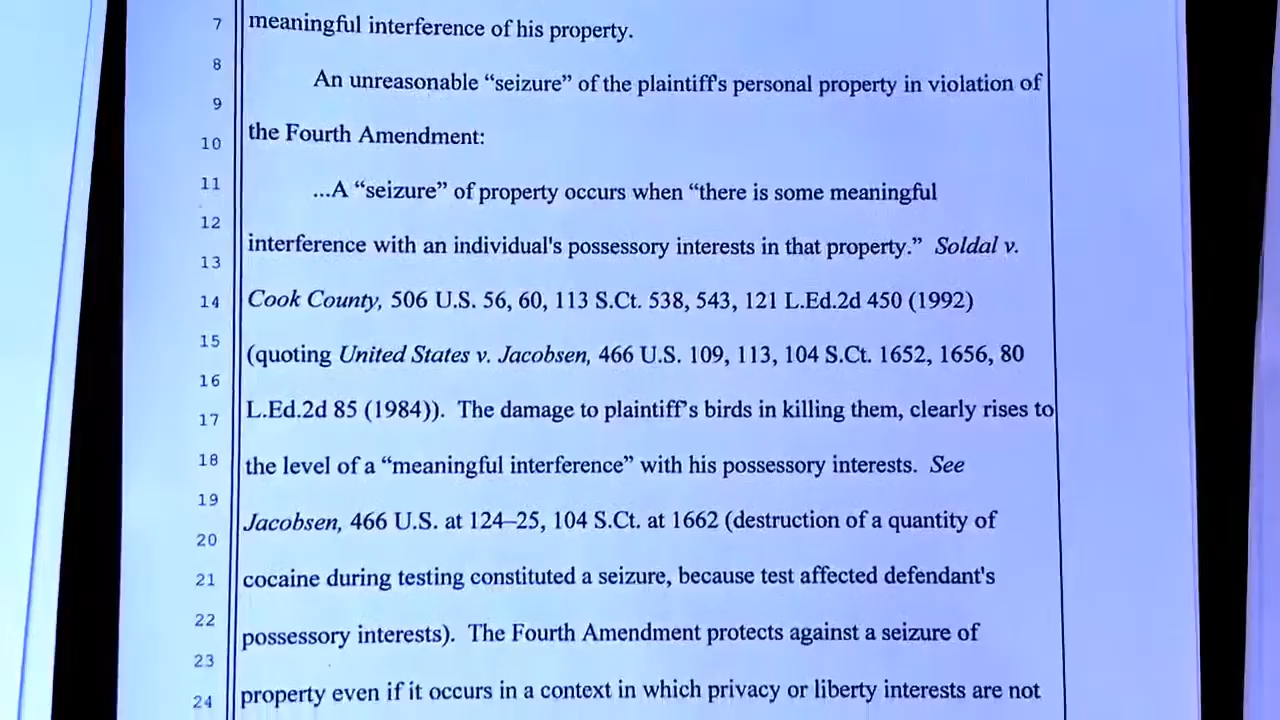 7 meaningful interference of his property.
8
An unreasonable “seizure” of the plaintiff's personal property in violation of
9
10 the Fourth Amendment:
11 ...A “seizure” of property occurs when “there is some meaningful
12
interference with an individual's possessory interests in that property.” Soldal v.
13
14 Cook County, 506 U.S. 56, 60, 113 S.Ct. 538, 543, 121 L.Ed.2d 450 (1992)
15
(quoting United States v. Jacobsen, 466 U.S. 109, 113, 104 S.Ct. 1652, 1656, 80
16
17 L.Ed.2d 85 (1984)). The damage to plaintiff's birds in killing them, clearly rises to
18 the level of a “meaningful interference” with his possessory interests. See
19
Jacobsen, 466 U.S. at 124–25, 104 S.Ct. at 1662 (destruction of a quantity of
20
21 cocaine during testing constituted a seizure, because test affected defendant's
22
possessory interests). The Fourth Amendment protects against a seizure of
23
24 property even if it occurs in a context in which privacy or liberty interests are not